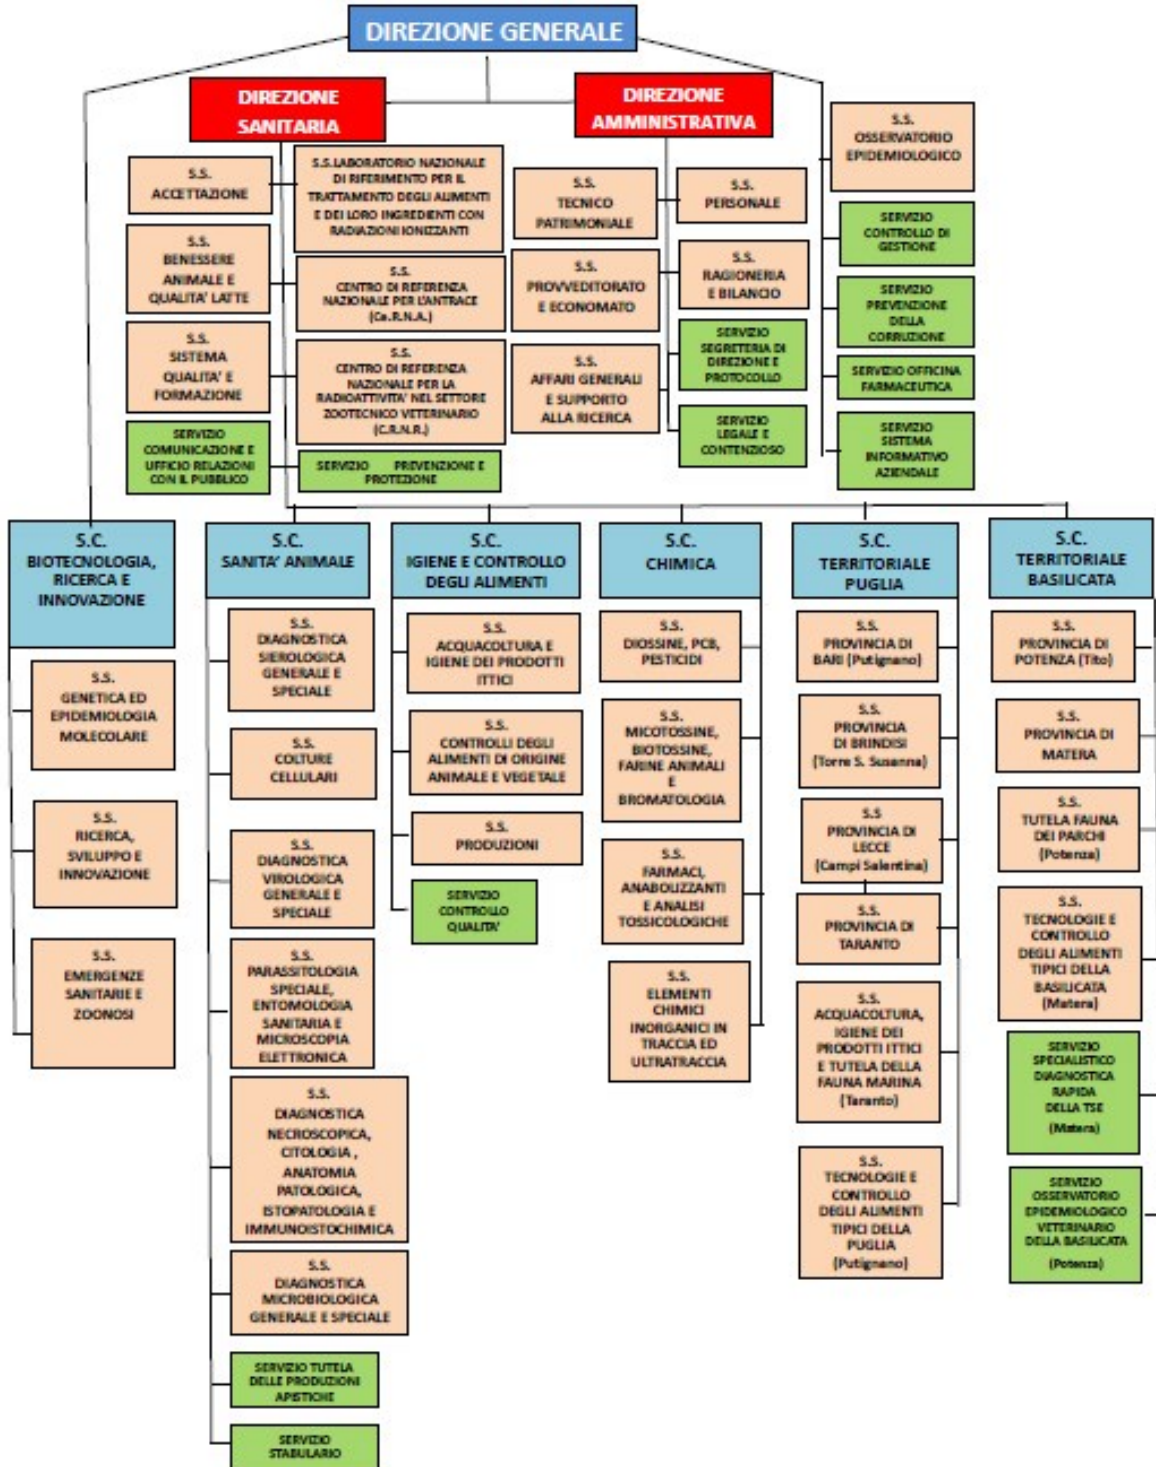 DIREZIONE GENERALE
DIREZIONE
SANITARIA
DIREZIONE
AMMINISTRATIVA
S.S.
ACCETTAZIONE
S.S.LABORATORIO NAZIONALE
DI RIFERIMENTO PER IL
TRATTAMENTO DEGLI ALIMENTI
E DEI LORO INGREDIENTI CON
RADIAZIONI IONIZZANTI
S.S.
BENESSERE
ANIMALE E
QUALITA' LATTE
S.S.
CENTRO DI REFERENZA
NAZIONALE PER L'ANTRACE
(Ce.R.N.A.)
S.S.
SISTEMA
QUALITA' E
FORMAZIONE
S.S.
CENTRO DI REFERENZA
NAZIONALE PER LA
RADIOATTIVITA' NEL SETTORE
ZOOTECNICO VETERINARIO
(C.R.N.R.)
SERVIZIO
COMUNICAZIONE E
UFFICIO RELAZIONI
CON IL PUBBLICO
SERVIZIO PREVENZIONE E
PROTEZIONE
S.S.
TECNICO
PATRIMONIALE
S.S.
PERSONALE
S.S.
PROVVEDITORATO
E ECONOMATO
S.S.
RAGIONERIA
E BILANCIO
S.S.
AFFARI GENERALI
E SUPPORTO
ALLA RICERCA
SERVIZIO
SEGRETERIA DI
DIREZIONE E
PROTOCOLLO
SERVIZIO
LEGALE E
CONTENZIOSO
S.S.
OSSERVATORIO
EPIDEMIOLOGICO
SERVIZIO
CONTROLLO DI
GESTIONE
SERVIZIO
PREVENZIONE
DELLA
CORRUZIONE
SERVIZIO OFFICINA
FARMACEUTICA
SERVIZIO
SISTEMA
INFORMATIVO
AZIENDALE
S.C.
BIOTECNOLOGIA,
RICERCA E
INNOVAZIONE
S.S.
GENETICA ED
EPIDEMIOLOGIA
MOLECOLARE
S.S.
RICERCA,
SVILUPPO E
INNOVAZIONE
S.S.
EMERGENZE
SANITARIE E
ZOONOSI
S.C.
SANITA' ANIMALE
S.S.
DIAGNOSTICA
SIEROLOGICA
GENERALE E
SPECIALE
S.S.
COLTURE
CELLULARI
S.S.
DIAGNOSTICA
VIROLOGICA
GENERALE E
SPECIALE
S.S.
PARASSITOLOGIA
SPECIALE,
ENTOMOLOGIA
SANITARIA E
MICROSCOPIA
ELETTRONICA
S.S.
DIAGNOSTICA
NECROSCOPICA,
CITOLOGIA ,
ANATOMIA
PATOLOGICA,
ISTOPATOLOGIA E
IMMUNOISTOCHIMICA
S.S.
DIAGNOSTICA
MICROBIOLOGICA
GENERALE E SPECIALE
SERVIZIO TUTELA
DELLE PRODUZIONI
APISTICHE
SERVIZIO
STABULARIO
S.C.
IGIENE E CONTROLLO
DEGLI ALIMENTI
S.S.
ACQUACOLTURA E
IGIENE DEI PRODOTTI
ITTICI
S.S.
CONTROLLI DEGLI
ALIMENTI DI ORIGINE
ANIMALE E VEGETALE
S.S.
PRODUZIONI
SERVIZIO
CONTROLLO
QUALITA'
S.C.
CHIMICA
S.S.
DIOSSINE, PCB,
PESTICIDI
S.S.
MICOTOSSINE,
BIOTOSSINE,
FARINE ANIMALI
E
BROMATOLOGIA
S.S.
FARMACI,
ANABOLIZZANTI
E ANALISI
TOSSICOLOGICHE
S.S.
ELEMENTI
CHIMICI
INORGANICI IN
TRACCIA ED
ULTRATRACCIA
S.C.
TERRITORIALE
PUGLIA
S.S.
PROVINCIA DI
BARI (Putignano)
S.S.
PROVINCIA
DI BRINDISI
(Torre S. Susanna)
S.S
PROVINCIA DI
LECCE
(Campi Salentina)
S.S.
PROVINCIA DI
TARANTO
S.S.
ACQUACOLTURA,
IGIENE DEI
PRODOTTI ITTICI
E TUTELA DELLA
FAUNA MARINA
(Taranto)
S.S.
TECNOLOGIE E
CONTROLLO
DEGLI ALIMENTI
TIPICI DELLA
PUGLIA
(Putignano)
S.C.
TERRITORIALE
BASILICATA
S.S.
PROVINCIA DI
POTENZA (Tito)
S.S.
PROVINCIA DI
MATERA
S.S.
TUTELA FAUNA
DEI PARCHI
(Potenza)
S.S.
TECNOLOGIE E
CONTROLLO
DEGLI ALIMENTI
TIPICI DELLA
BASILICATA
(Matera)
SERVIZIO
SPECIALISTICO
DIAGNOSTICA
RAPIDA
DELLA TSE
(Matera)
SERVIZIO
OSSERVATORIO
EPIDEMIOLOGICO
VETERINARIO
DELLA BASILICATA
(Potenza)